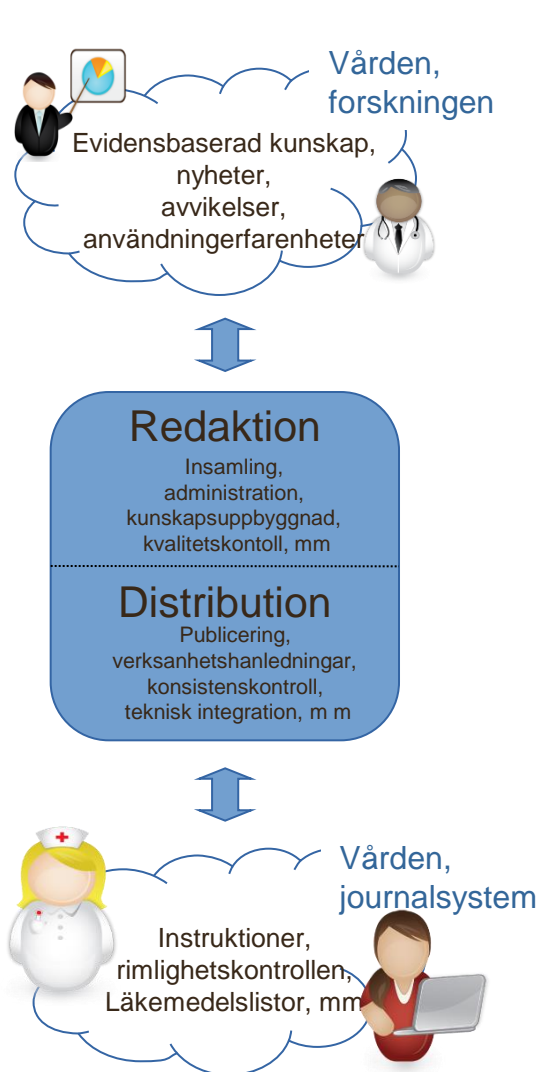 Vården,
forskningen
Evidensbaserad kunskap,
nyheter,
avvikelser,
användningerfarenheter
Redaktion
Insamling,
administration,
kunskapsuppbyggnad,
kvalitetskontoll, mm
Distribution
Publicering,
verksanhetshanledningar,
konsistenskontroll,
teknisk integration, m m
Vården,
journalsystem
Instruktioner,
rimlighetskontrollen,
Läkemedelslistor, mm